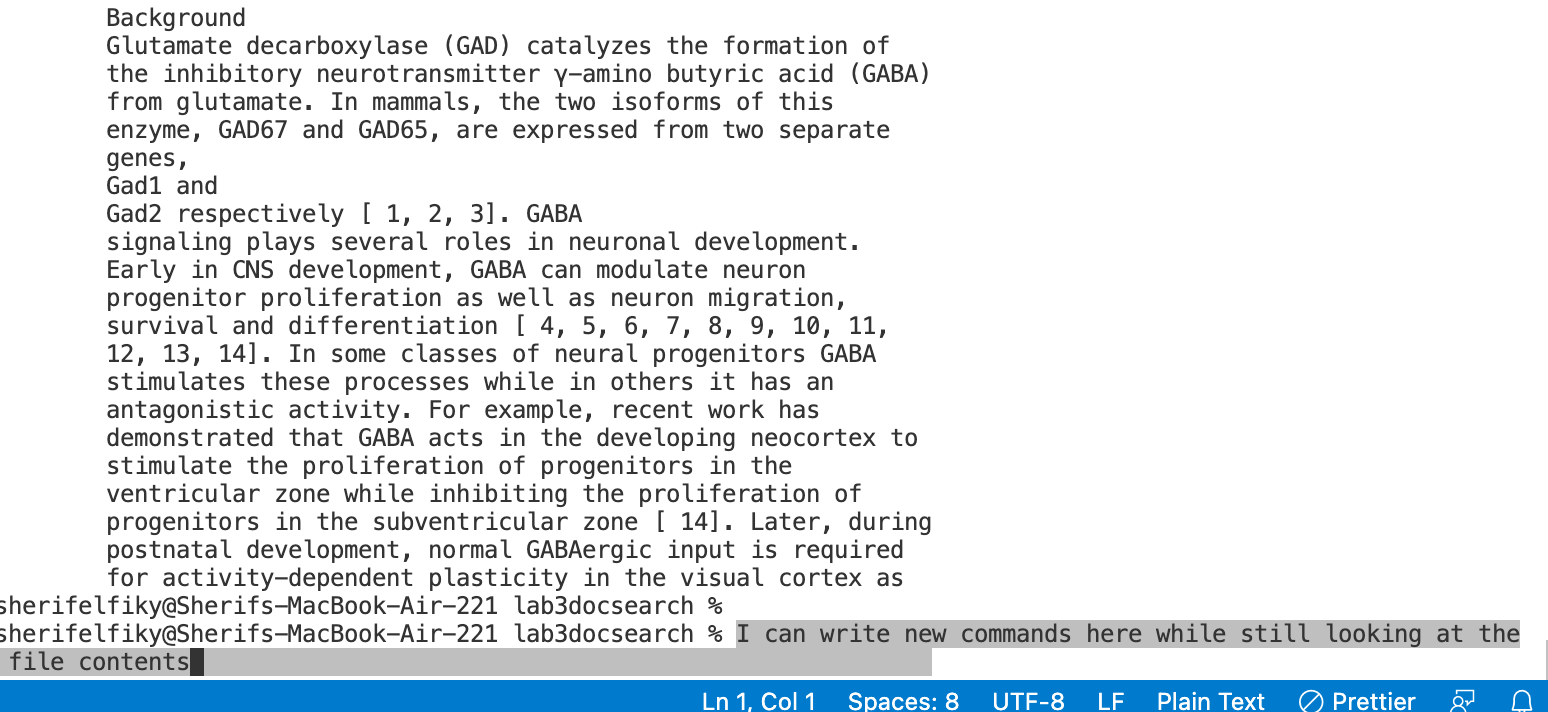 Background
Glutamate decarboxylase (GAD) catalyzes the formation of
the inhibitory neurotransmitter γ-amino butyric acid (GABA)
from glutamate. In mammals, the two isoforms of this
enzyme, GAD67 and GAD65, are expressed from two separate
genes,
Gad1 and
Gad2 respectively [ 1, 2, 3]. GABA
signaling plays several roles in neuronal development.
Early in CNS development, GABA can modulate neuron
progenitor proliferation as well as neuron migration,
survival and differentiation [ 4, 5, 6, 7, 8, 9, 10, 11,
12, 13, 14]. In some classes of neural progenitors GABA
stimulates these processes while in others it has an
antagonistic activity. For example, recent work has
demonstrated that GABA acts in the developing neocortex to
stimulate the proliferation of progenitors in the
ventricular zone while inhibiting the proliferation of
progenitors in the subventricular zone [ 14]. Later, during
postnatal development, normal GABAergic input is required
for activity-dependent plasticity in the visual cortex as
sherifelfiky@Sherifs-MacBook-Air-221 lab3docsearch %
sherifelfiky@Sherifs-MacBook-Air-221 lab3docsearch % I can write new commands here while still looking at the
file contents
Ln 1, Col 1 Spaces: 8 UTF-8 LF Plain Text Prettier